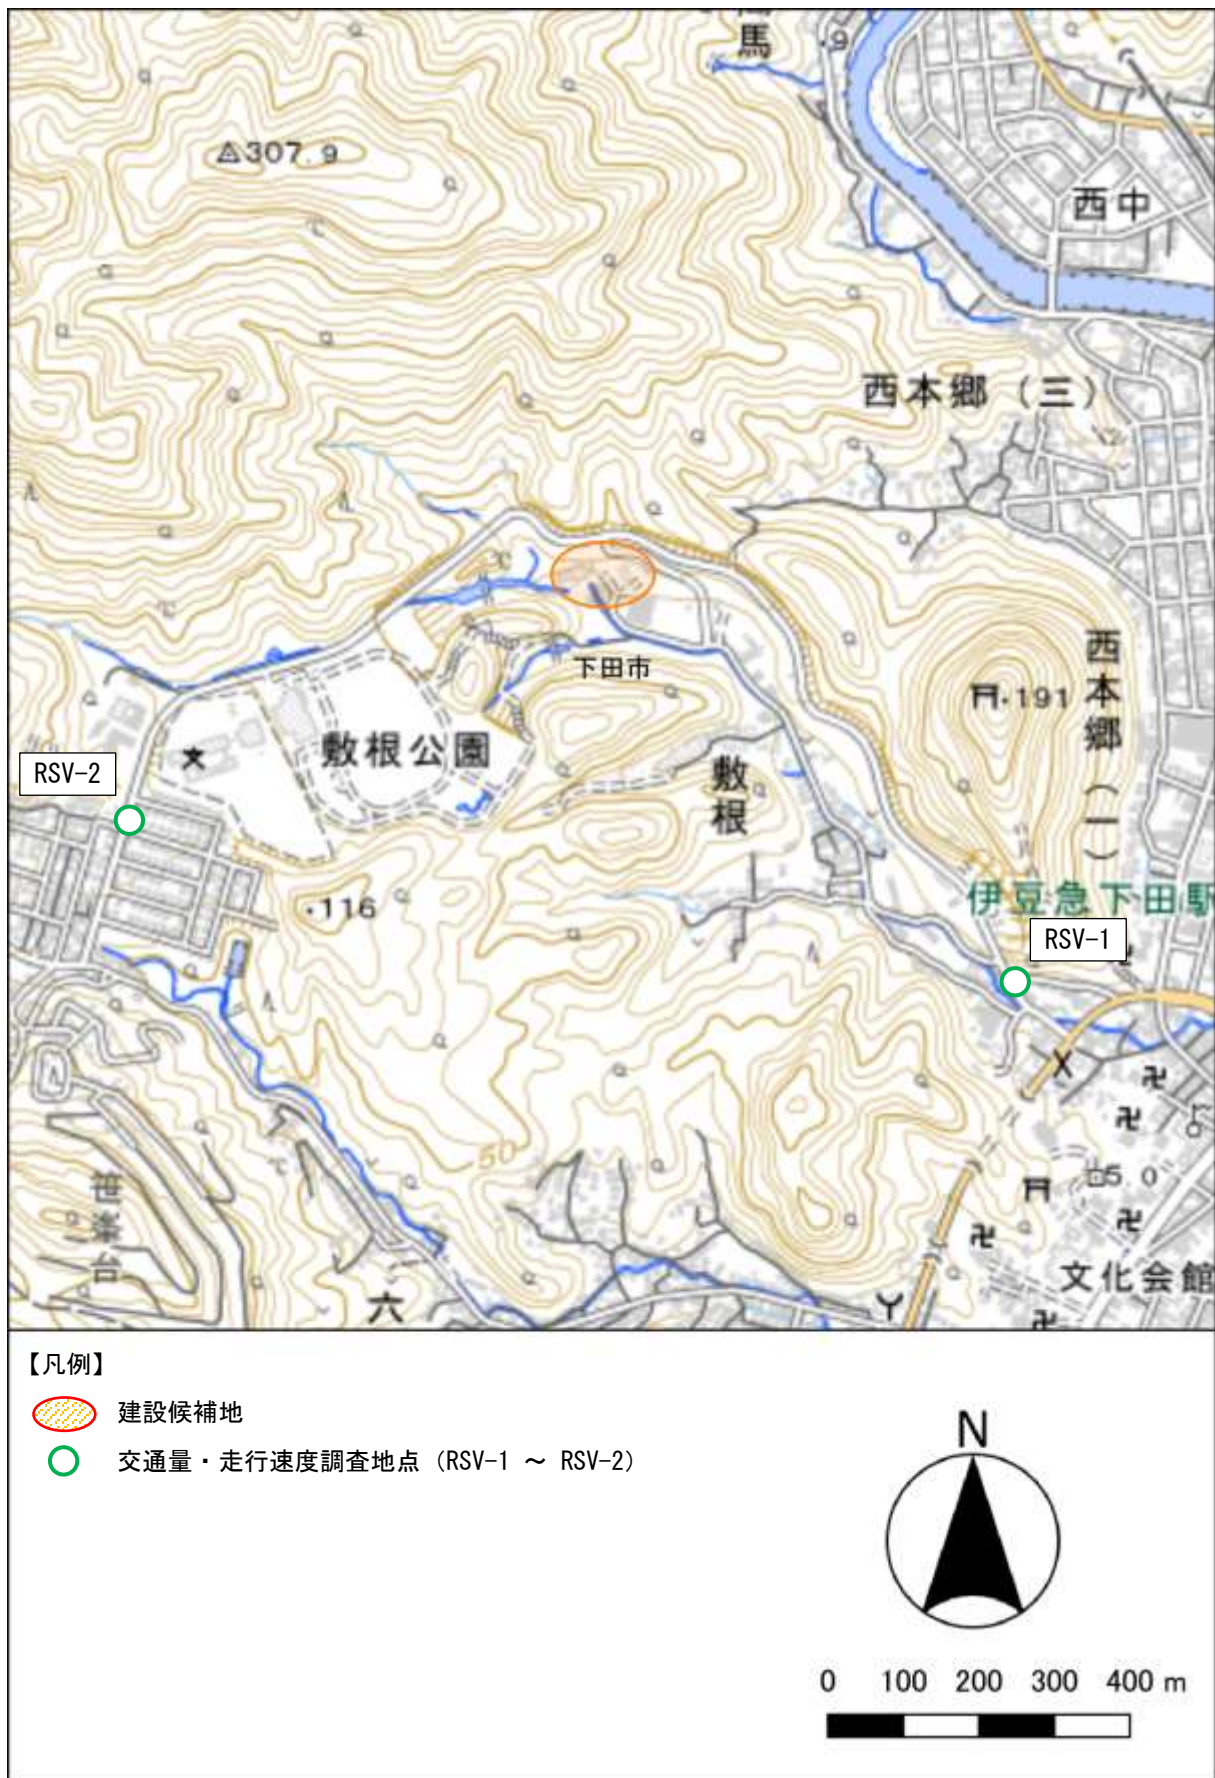 馬
9
307.9
西中
西本郷（三）
下田市
191
西本郷（一）
敷根公園
RSV-2
敷根
116
伊豆急下田駅
RSV-1
50
5 0
文化会館
六
【凡例】
建設候補地
交通量・走行速度調査地点（RSV-1 ～ RSV-2）
N
0 100 200 300 400 m